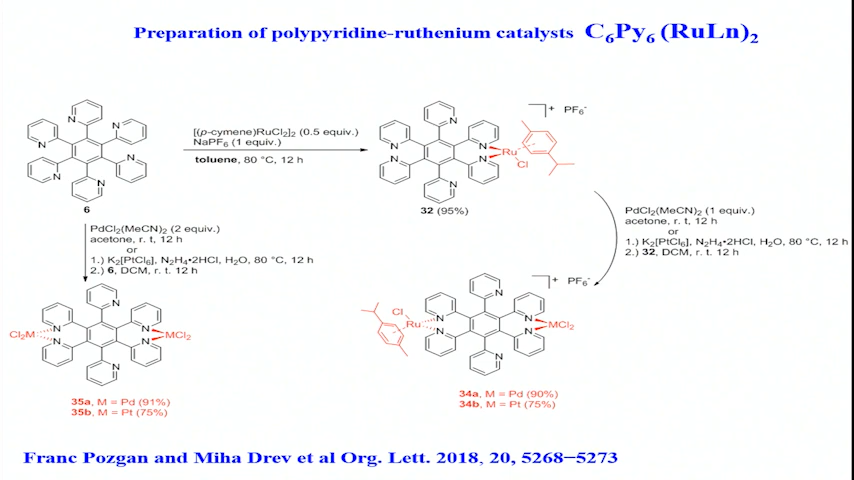 Preparation of polypyridine-ruthenium catalysts C6Py6 (RuLn)2
[(p-cymene)RuCl2]2 (0.5 equiv.)
NaPF6 (1 equiv.)
toluene, 80 °C, 12 h
N
N
N
N
N
N
6
N
N
N
N
N
N
Ru
Cl
+ PF6-
32 (95%)
PdCl2(MeCN)2 (2 equiv.)
acetone, r. t, 12 h
or
1.) K2[PtCl6], N2H4•2HCl, H2O, 80 °C, 12 h
2.) 6, DCM, r. t. 12 h
PdCl2(MeCN)2 (1 equiv.)
acetone, r. t, 12 h
or
1.) K2[PtCl6], N2H4•2HCl, H2O, 80 °C, 12 h
2.) 32, DCM, r. t. 12 h
Cl2M
N
N
N
N
N
N
MCl2
35a, M = Pd (91%)
35b, M = Pt (75%)
+ PF6-
Cl
Ru
N
N
N
N
N
N
MCl2
34a, M = Pd (90%)
34b, M = Pt (75%)
Franc Pozgan and Miha Drev et al Org. Lett. 2018, 20, 5268−5273